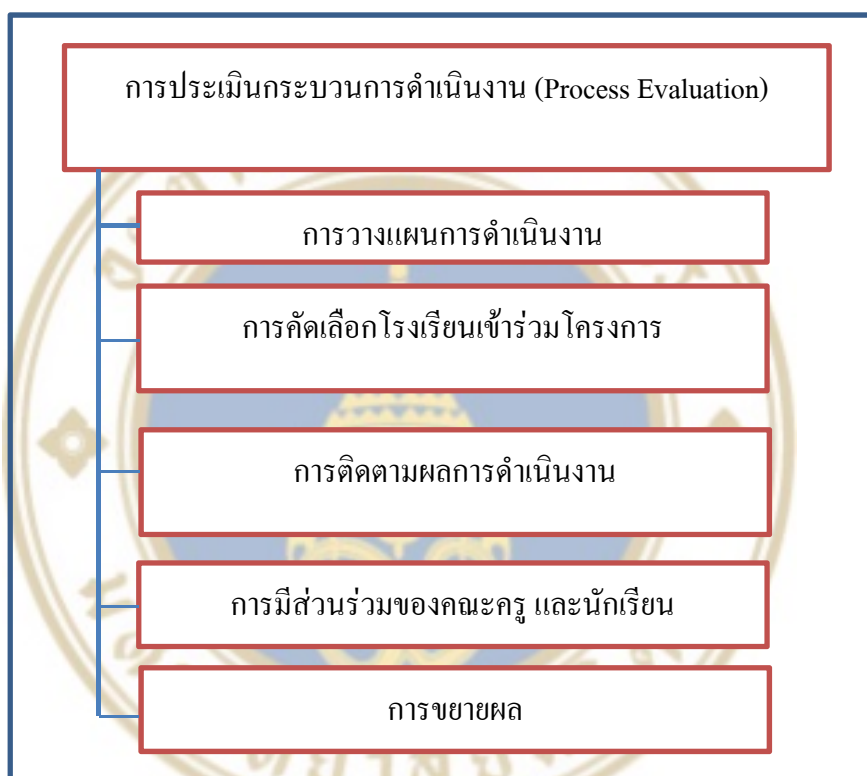 การประเมินกระบวนการดำเนินงาน (Process Evaluation)
การวางแผนการดำเนินงาน
การคัดเลือกโรงเรียนเข้าร่วมโครงการ
การติดตามผลการดำเนินงาน
การมีส่วนร่วมของคณะครู และนักเรียน
การขยายผล